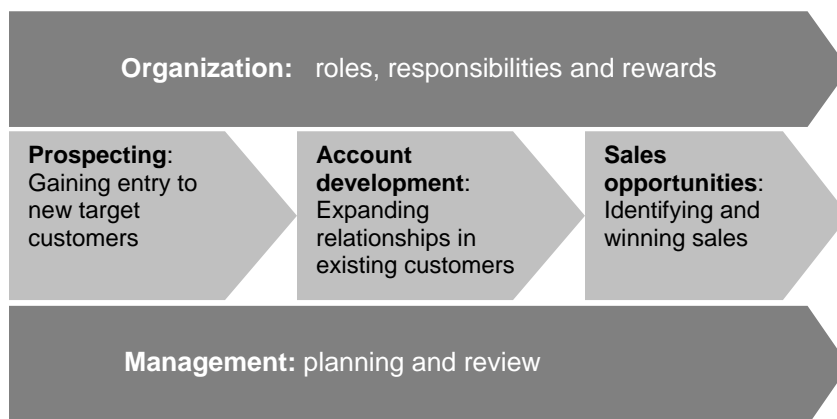 Organization: roles, responsibilities and rewards
Prospecting:
Gaining entry to
new target
customers
Account
development:
Expanding
relationships in
existing customers
Sales
opportunities:
Identifying and
winning sales
Management: planning and review